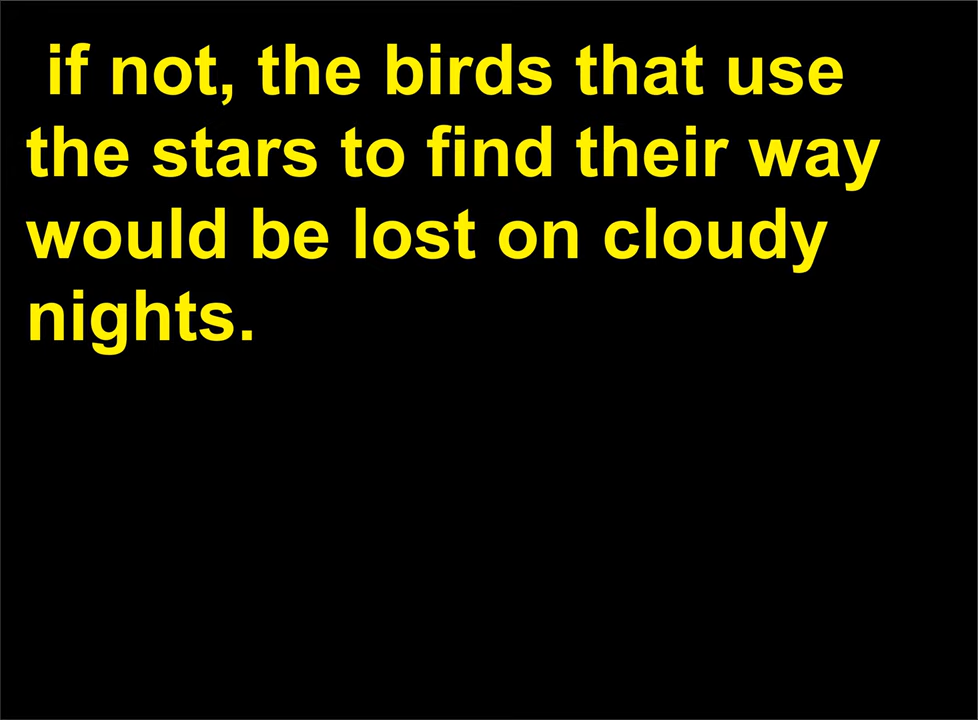 if not, the birds that use
the stars to find their way
would be lost on cloudy
nights.